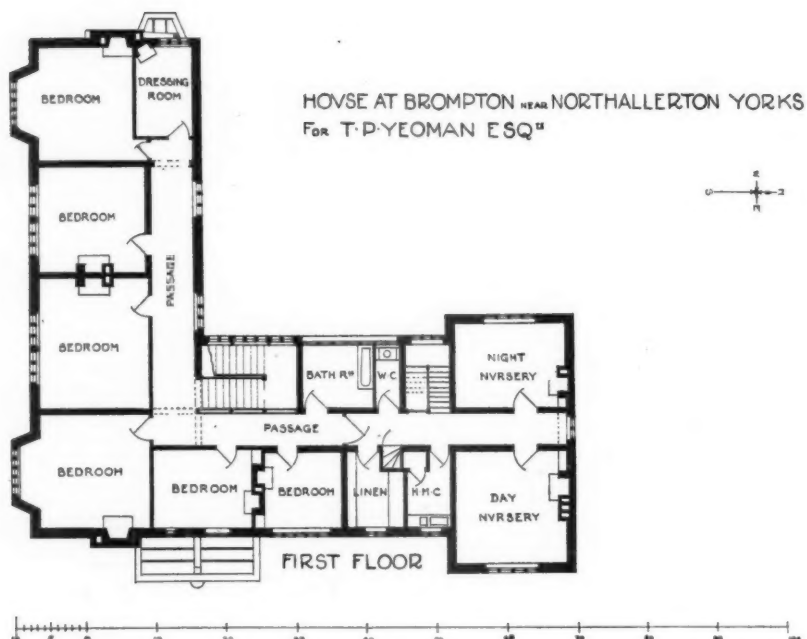 HOVSE AT BROMPTON NEAR NORTHALLERTON YORKS
FOR T·P·YEOMAN ESQRE
BEDROOM
DRESSING
ROOM
BEDROOM
PASSAGE
BEDROOM
BATH RM
W·C
NIGHT
NVRSERY
PASSAGE
BEDROOM
BEDROOM
BEDROOM
LINEN
H·M·C
DAY
NVRSERY
FIRST FLOOR